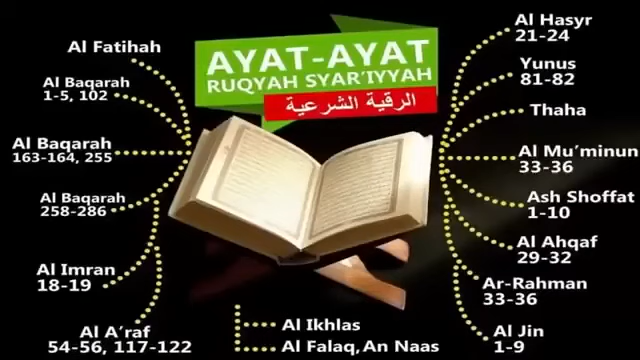 AYAT-AYAT
RUQYAH SYAR'IYYAH
الرقية الشرعية
Al Fatihah
Al Baqarah
1-5, 102
Al Baqarah
163-164, 255
Al Baqarah
258-286
Al Imran
18-19
Al A'raf
54-56, 117-122
Al Ikhlas
Al Falaq, An Naas
Al Hasyr
21-24
Yunus
81-82
Thaha
Al Mu'minun
33-36
Ash Shoffat
1-10
Al Ahqaf
29-32
Ar-Rahman
33-36
Al Jin
1-9